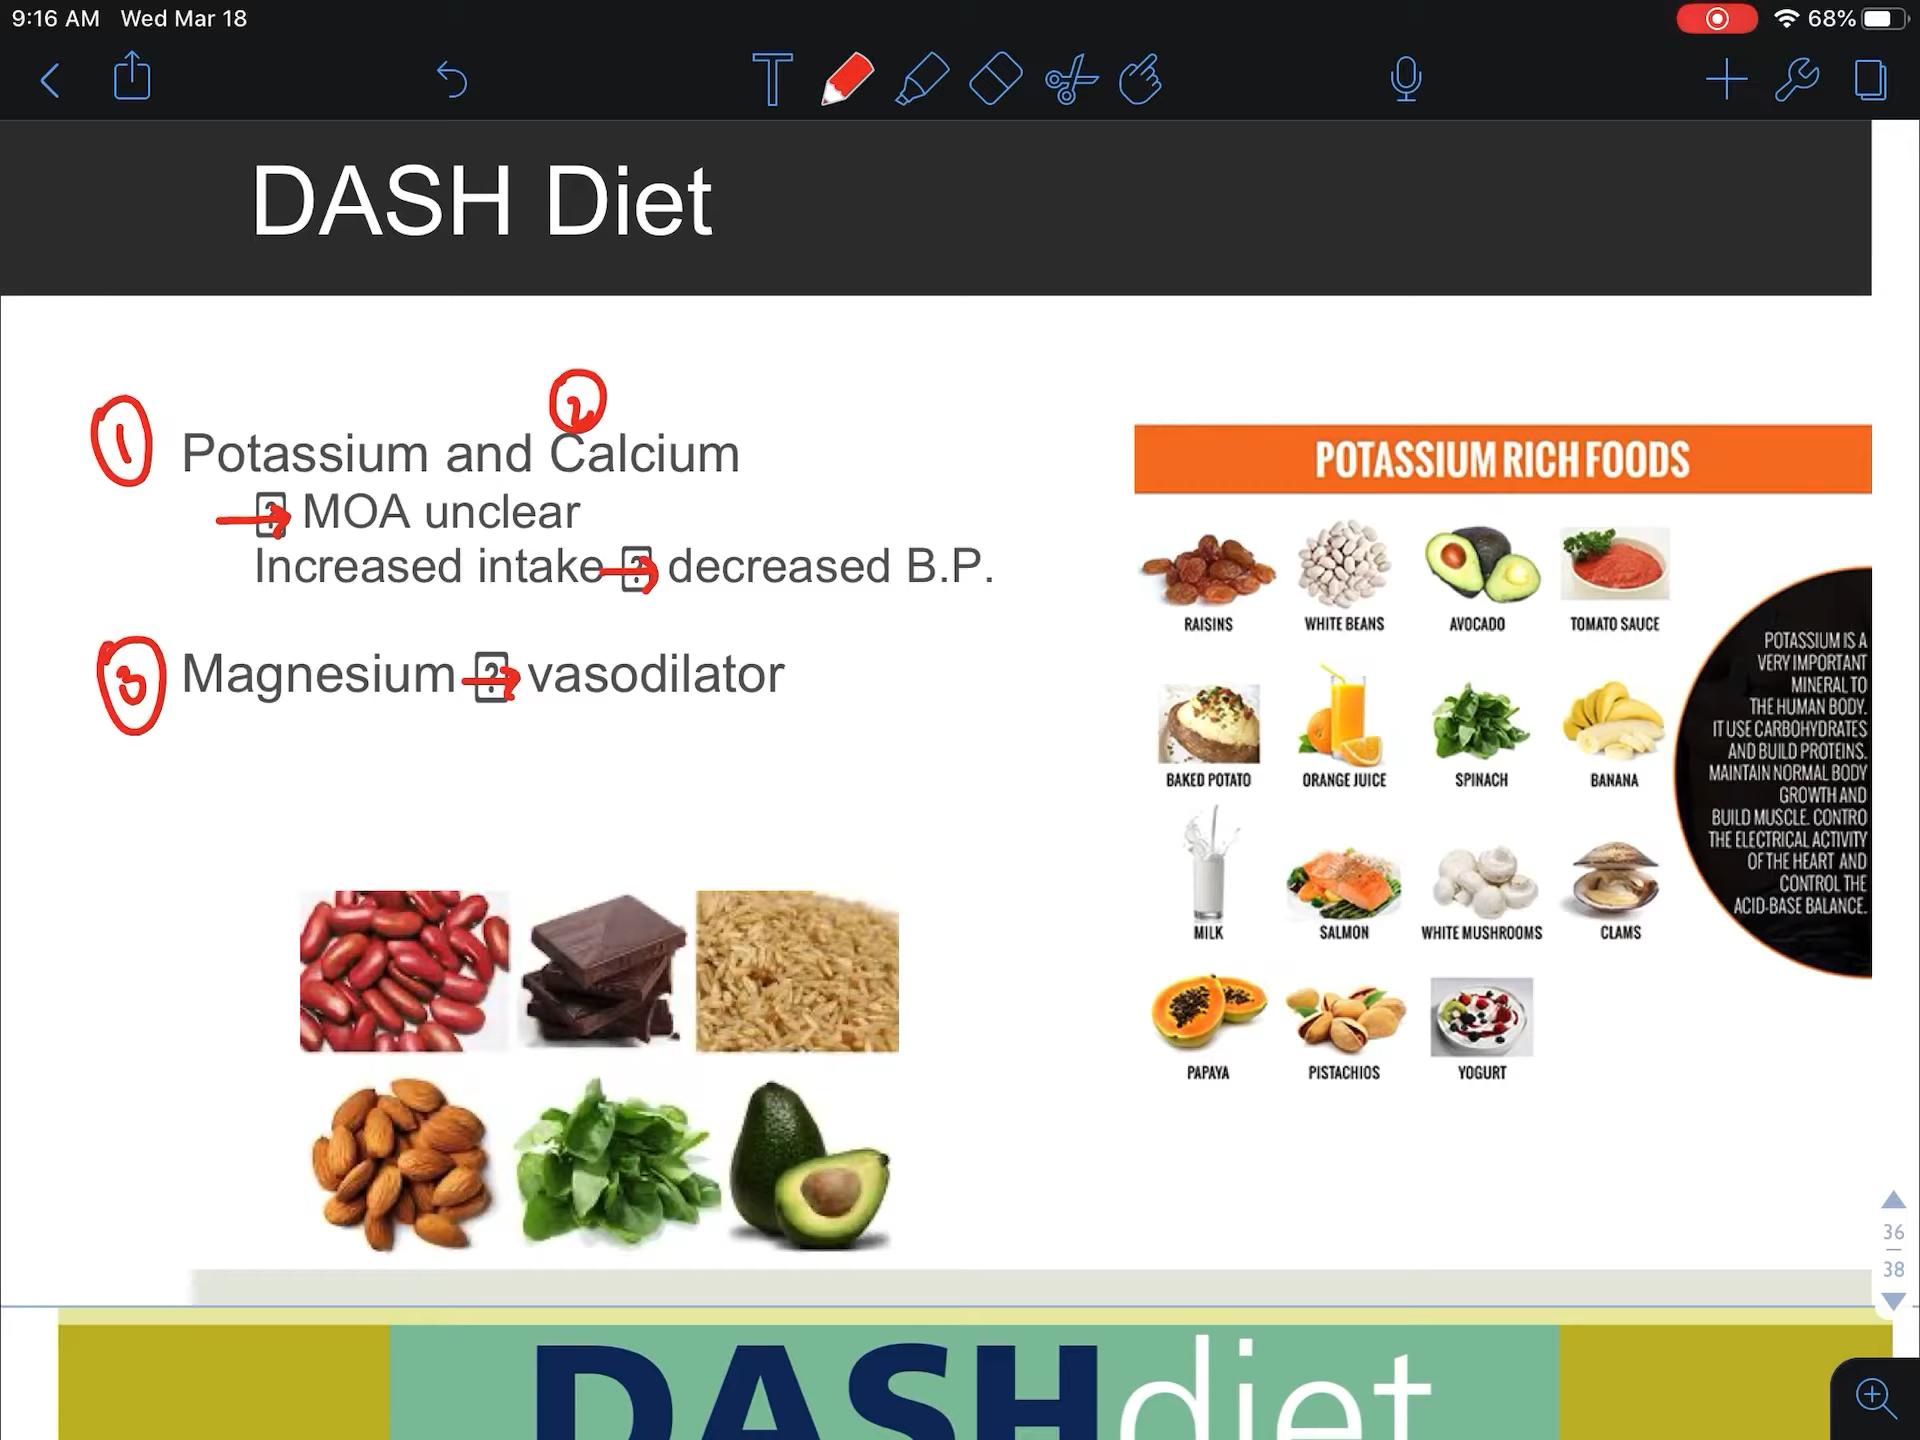 9:16 AM Wed Mar 18
68%
T
DASH Diet
1
2
Potassium and Calcium
→ MOA unclear
Increased intake → decreased B.P.
3
Magnesium → vasodilator
POTASSIUM RICH FOODS
RAISINS
WHITE BEANS
AVOCADO
TOMATO SAUCE
BAKED POTATO
ORANGE JUICE
SPINACH
BANANA
MILK
SALMON
WHITE MUSHROOMS
CLAMS
PAPAYA
PISTACHIOS
YOGURT
POTASSIUM IS A
VERY IMPORTANT
MINERAL TO
THE HUMAN BODY.
IT USE CARBOHYDRATES
AND BUILD PROTEINS.
MAINTAIN NORMAL BODY
GROWTH AND
BUILD MUSCLE. CONTRO
THE ELECTRICAL ACTIVITY
OF THE HEART AND
CONTROL THE
ACID-BASE BALANCE.
36
38
DASHdiet